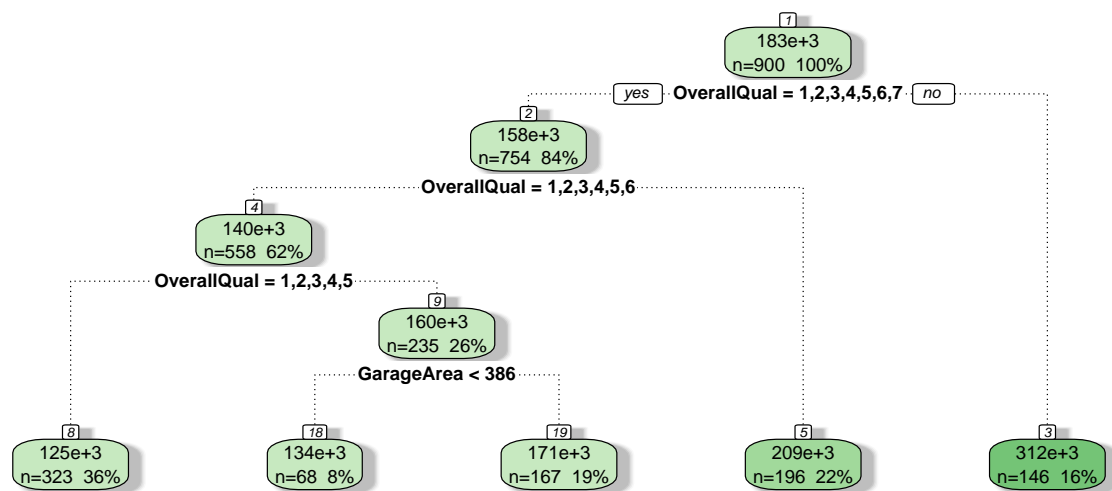 1
183e+3
n=900 100%
yes OverallQual = 1,2,3,4,5,6,7 no
2
158e+3
n=754 84%
OverallQual = 1,2,3,4,5,6
4
140e+3
n=558 62%
OverallQual = 1,2,3,4,5
9
160e+3
n=235 26%
GarageArea < 386
8
125e+3
n=323 36%
18
134e+3
n=68 8%
19
171e+3
n=167 19%
5
209e+3
n=196 22%
3
312e+3
n=146 16%